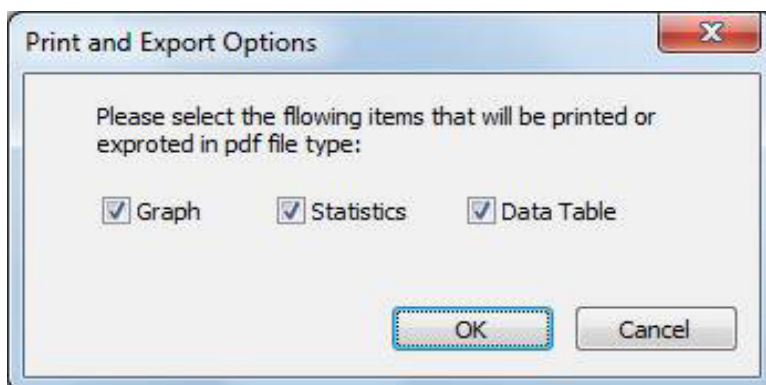 Print and Export Options
Please select the fllowing items that will be printed or
exproted in pdf file type:
Graph Statistics Data Table
OK Cancel